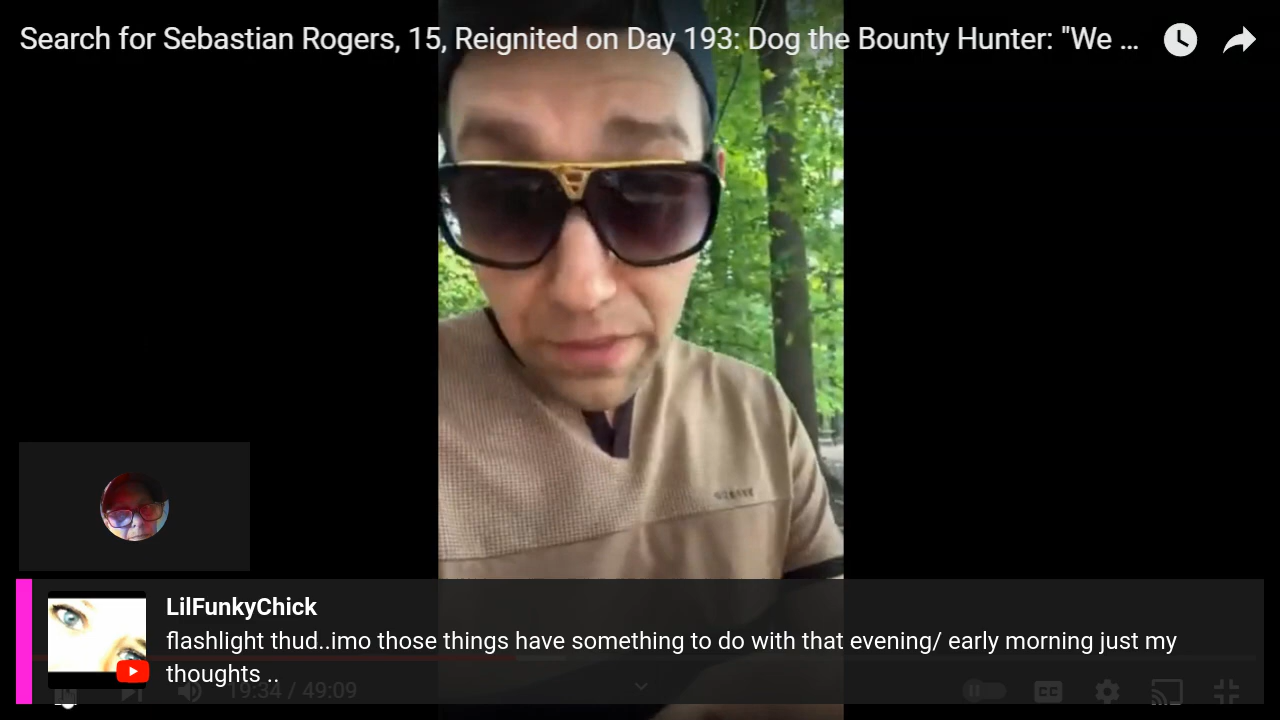 Search for Sebastian Rogers, 15, Reignited on Day 193: Dog the Bounty Hunter: "We ...
LilFunkyChick
flashlight thud..imo those things have something to do with that evening/ early morning just my
thoughts ..
19:34 / 49:09
CC